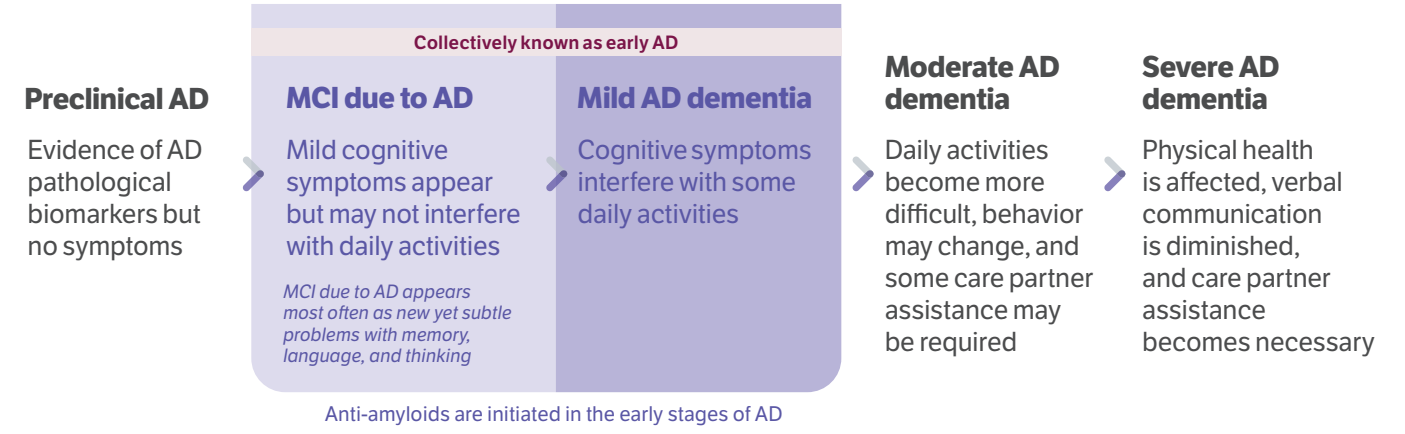 Collectively known as early AD
Preclinical AD
Evidence of AD
pathological
biomarkers but
no symptoms
MCI due to AD
Mild cognitive
symptoms appear
but may not interfere
with daily activities
MCI due to AD appears
most often as new yet subtle
problems with memory,
language, and thinking
Mild AD dementia
Cognitive symptoms
interfere with some
daily activities
Moderate AD
dementia
Daily activities
become more
difficult, behavior
may change, and
some care partner
assistance may
be required
Severe AD
dementia
Physical health
is affected, verbal
communication
is diminished,
and care partner
assistance
becomes necessary
Anti-amyloids are initiated in the early stages of AD